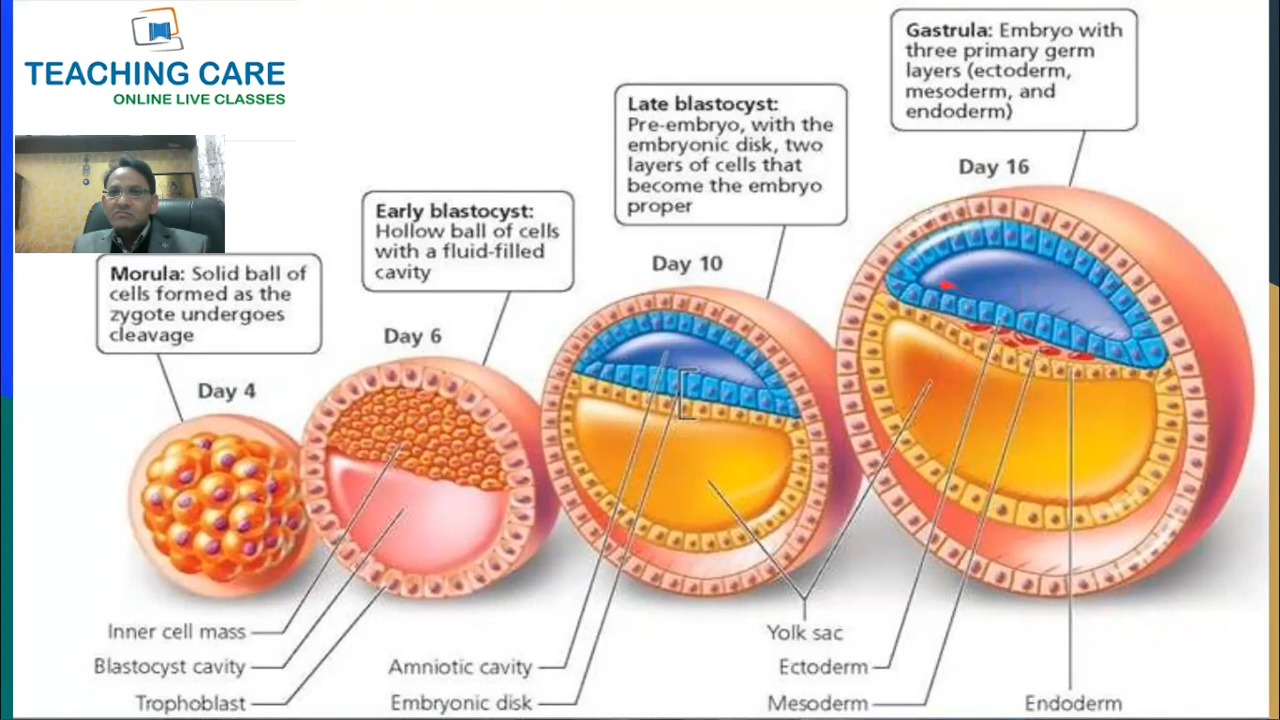 TEACHING CARE
ONLINE LIVE CLASSES
Morula: Solid ball of
cells formed as the
zygote undergoes
cleavage
Day 4
Early blastocyst:
Hollow ball of cells
with a fluid-filled
cavity
Day 6
Late blastocyst:
Pre-embryo, with the
embryonic disk, two
layers of cells that
become the embryo
proper
Day 10
Gastrula: Embryo with
three primary germ
layers (ectoderm,
mesoderm, and
endoderm)
Day 16
Inner cell mass
Blastocyst cavity
Trophoblast
Amniotic cavity
Embryonic disk
Yolk sac
Ectoderm
Mesoderm
Endoderm